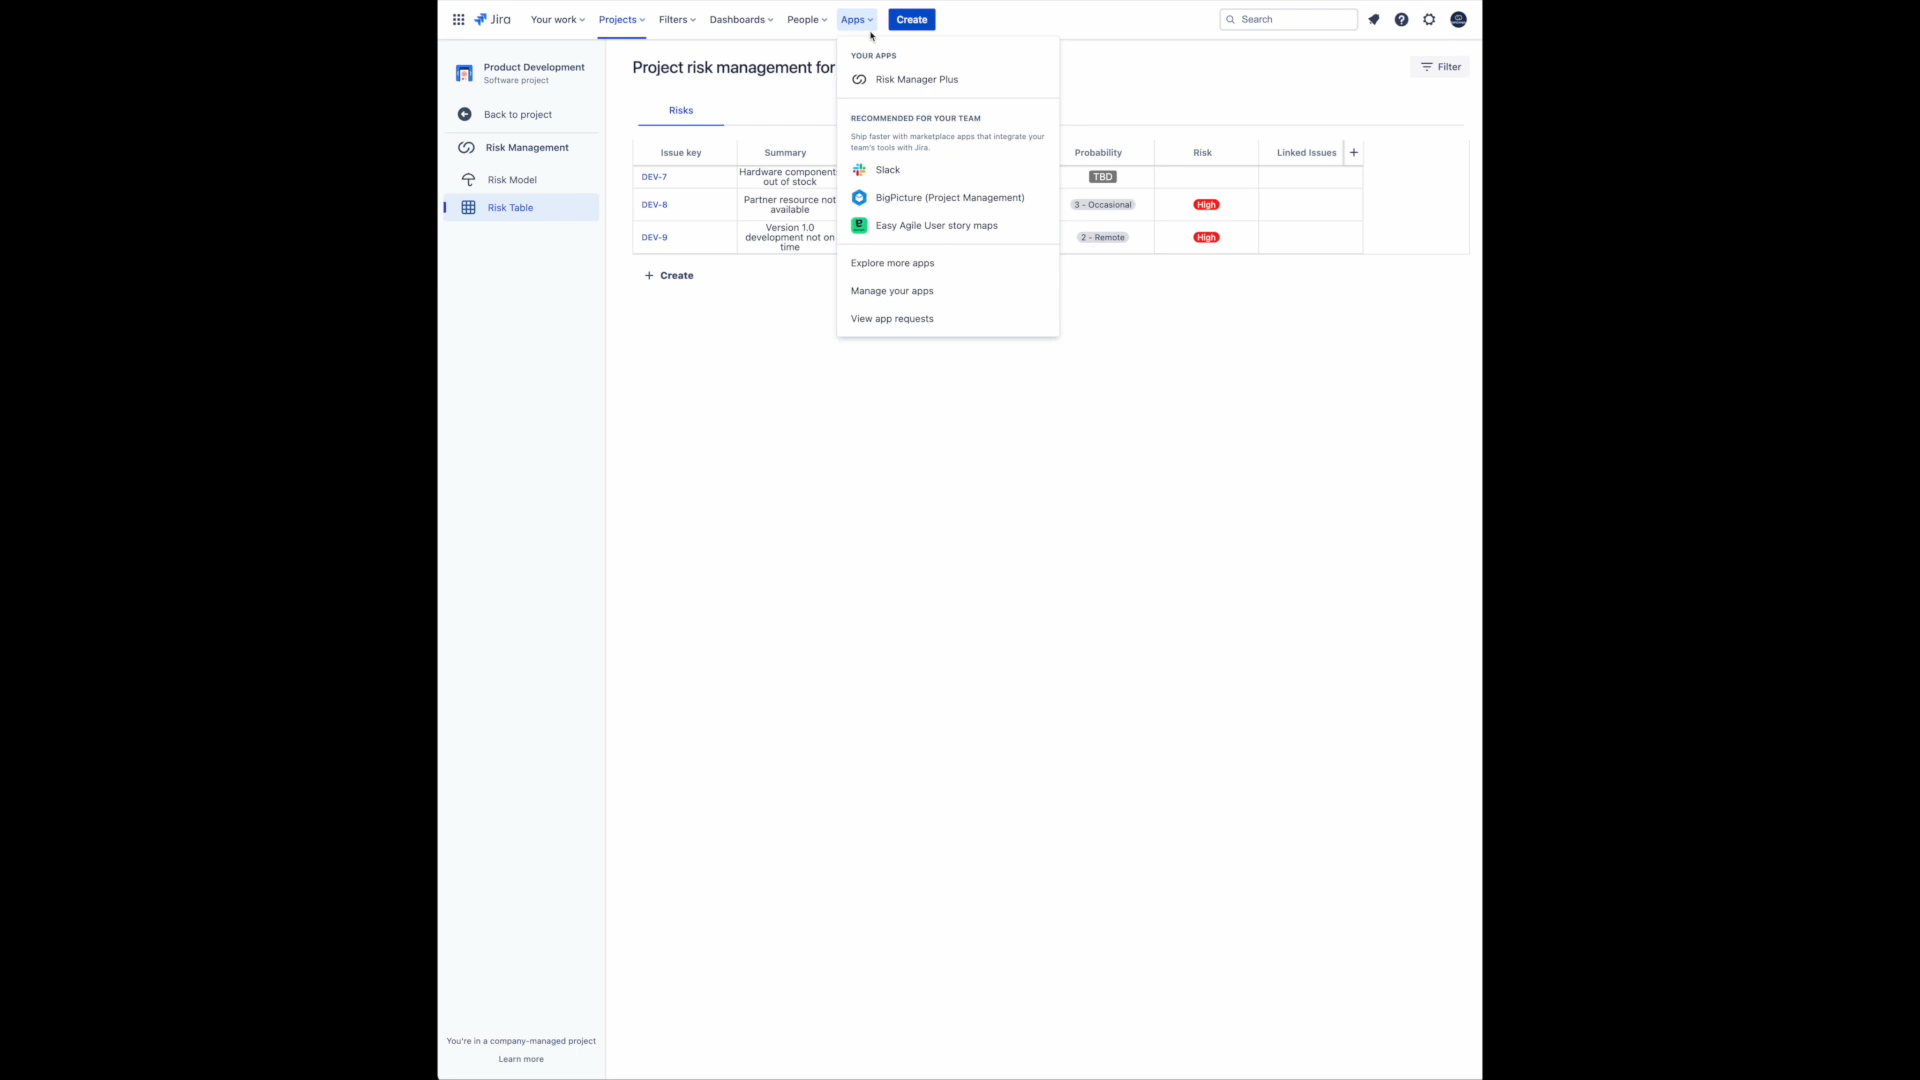 Jira
Your work
Projects
Filters
Dashboards
People
Apps
Create
Search
Product Development
Software project
Back to project
Risk Management
Risk Model
Risk Table
You're in a company-managed project
Learn more
Project risk management for
Filter
Risks
Issue key
Summary
Probability
Risk
Linked Issues
DEV-7
Hardware component
out of stock
TBD
DEV-8
Partner resource not
available
3 - Occasional
High
DEV-9
Version 1.0
development not on
time
2 - Remote
High
+ Create
YOUR APPS
Risk Manager Plus
RECOMMENDED FOR YOUR TEAM
Ship faster with marketplace apps that integrate your
team's tools with Jira.
Slack
BigPicture (Project Management)
Easy Agile User story maps
Explore more apps
Manage your apps
View app requests